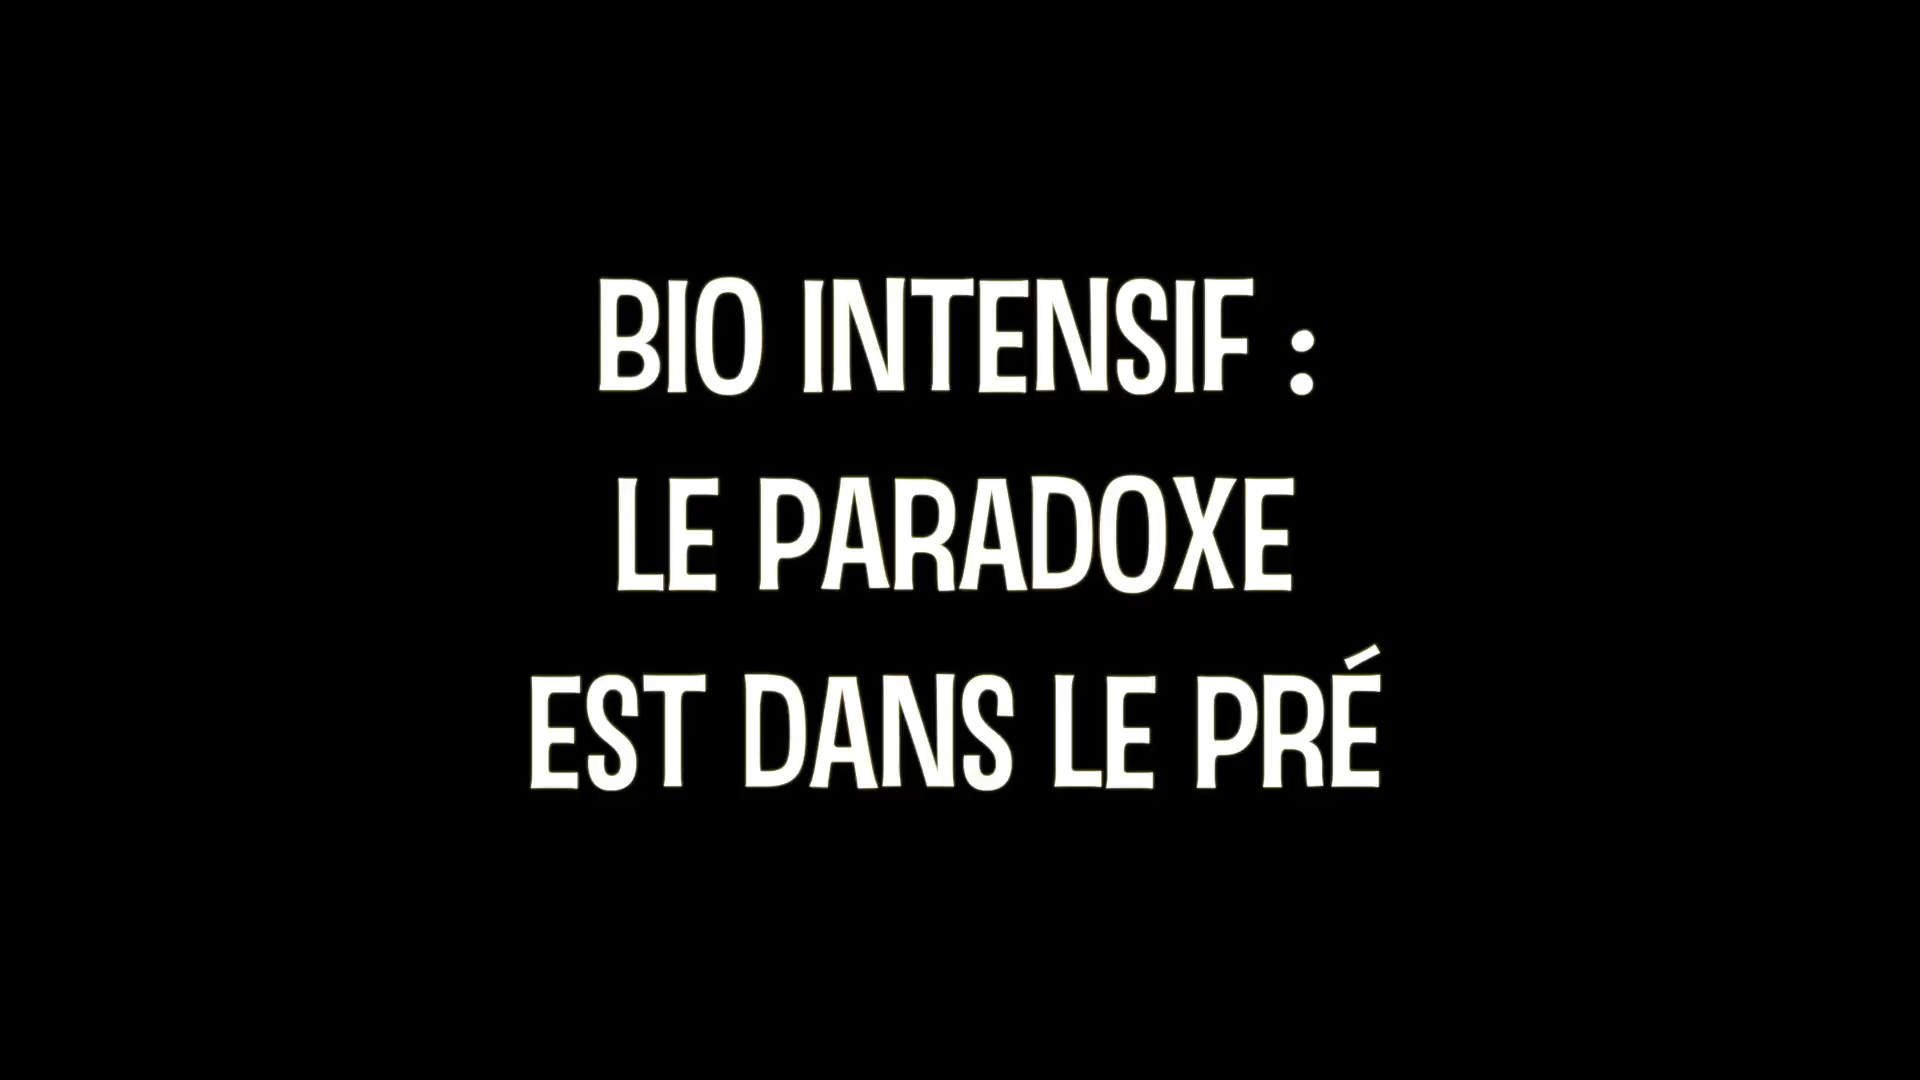 BIO INTENSIF :
LE PARADOXE
EST DANS LE PRÉ